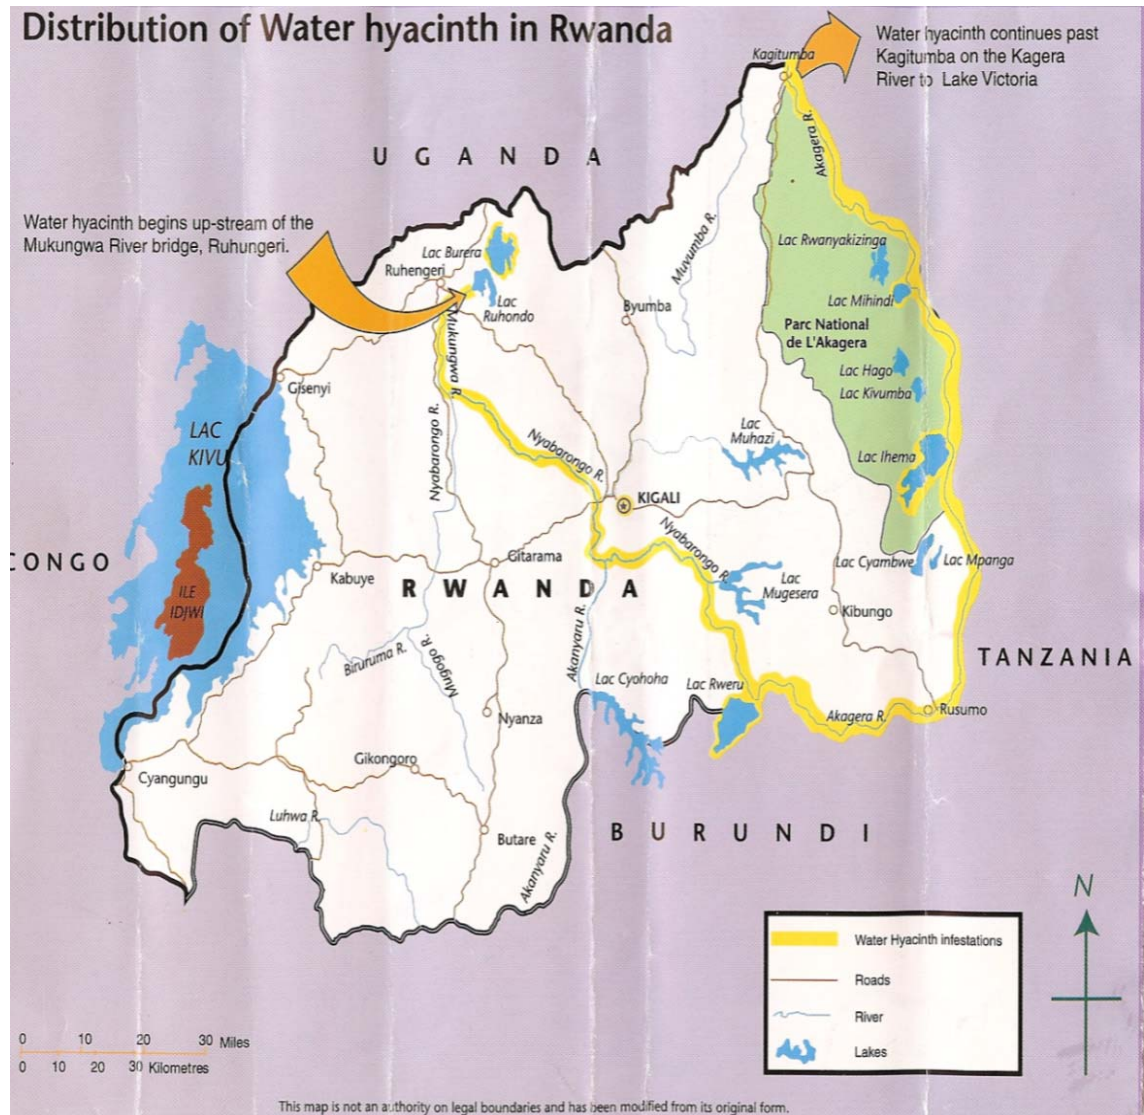 Distribution of Water hyacinth in Rwanda
Water hyacinth continues past
Kagitumba on the Kagera
River to Lake Victoria
Kagitumba
Akagera R.
UGANDA
Water hyacinth begins up-stream of the
Mukungwa River bridge, Ruhungeri.
Lac Burera
Ruhengeri
Lac
Ruhondo
Muvumba R.
Byumba
Lac Rwanyakizinga
Lac Mihindi
Parc National
de L'Akagera
Lac Hago
Lac Kivumba
Lac Ihema
Mukungwa R.
Gisenyi
LAC
KIVU
Nyabarongo R.
Nyabarongo R.
Lac
Muhazi
KIGALI
Nyabarongo R.
CONGO
Gitarama
Kabuye
RWANDA
ILE
IDJWI
Lac Cyambwe
Lac Mpanga
Lac
Mugesera
Kibungo
Akanyaru R.
Biruruma R.
Mugogo R.
TANZANIA
Lac Cyohoha
Lac Rweru
Akagera R.
Rusumo
Nyanza
Gikongoro
Cyangungu
Luhwa R.
Butare
Akanyaru R.
BURUNDI
N
Water Hyacinth infestations
Roads
River
Lakes
0 10 20 30 Miles
0 10 20 30 Kilometres
This map is not an authority on legal boundaries and has been modified from its original form.